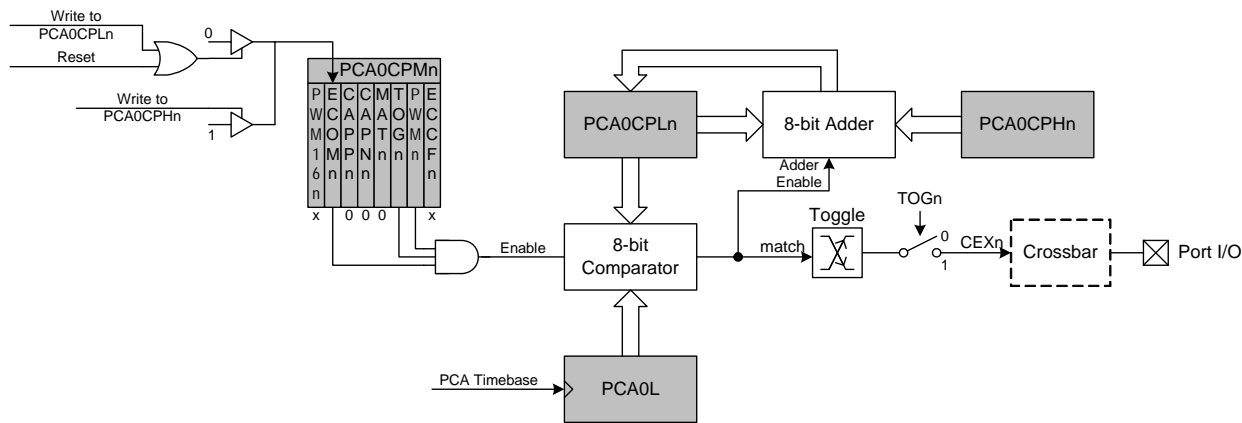 Write to
PCA0CPLn
Reset
0
Write to
PCA0CPHn
1
PCA0CPMn
PWM16n
ECOMn
CAPPn
CAPNn
MATn
TOGn
PWMn
ECCFn
x 0 0 0 x
Enable
PCA0CPLn
8-bit Adder
PCA0CPHn
Adder
Enable
8-bit
Comparator
match
Toggle
TOGn
0
1
CEXn
Crossbar
Port I/O
PCA Timebase
PCA0L